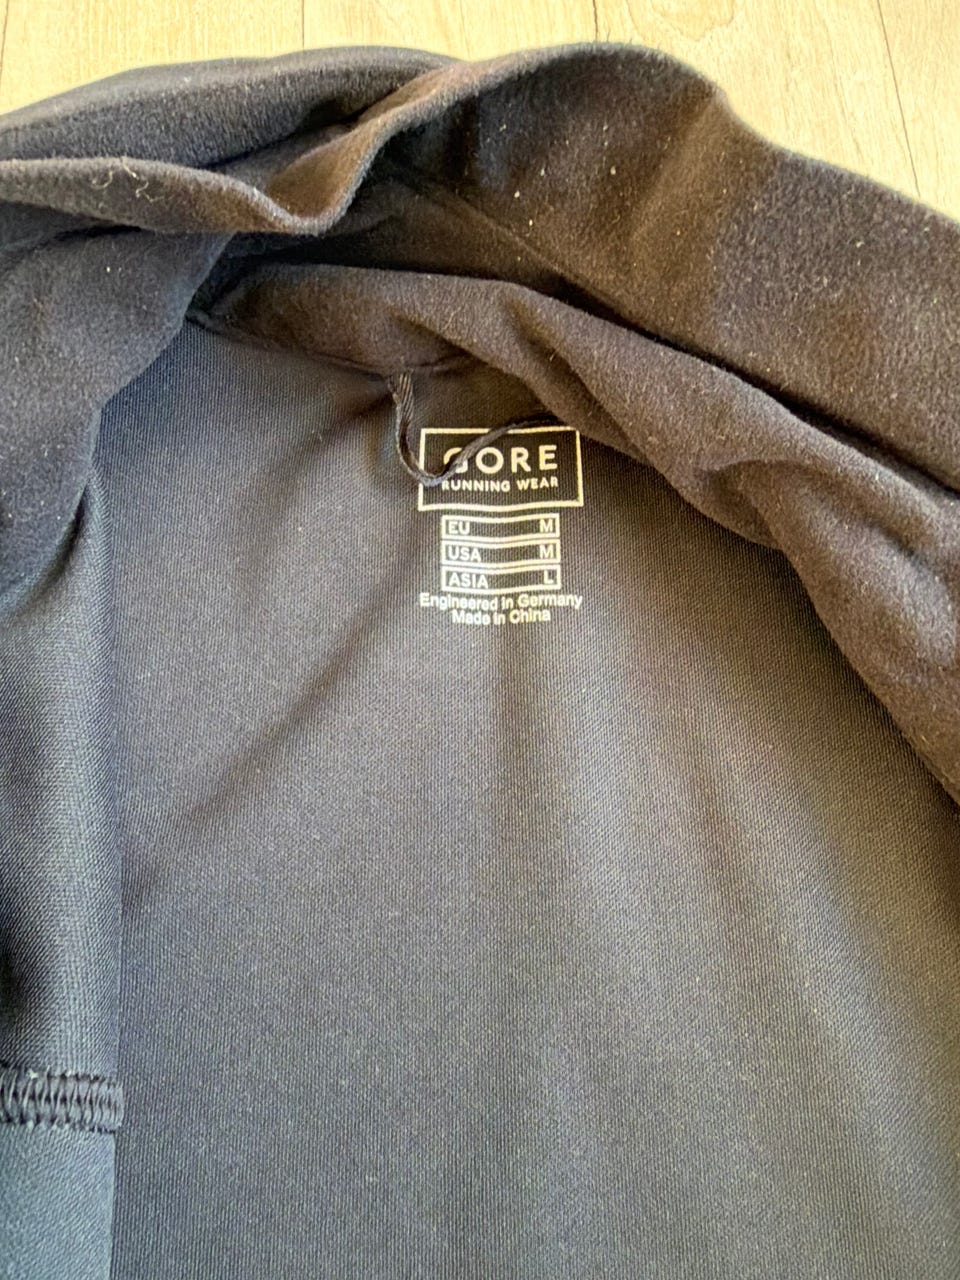 GORE
RUNNING WEAR
EU M
USA M
ASIA L
Engineered in Germany
Made in China